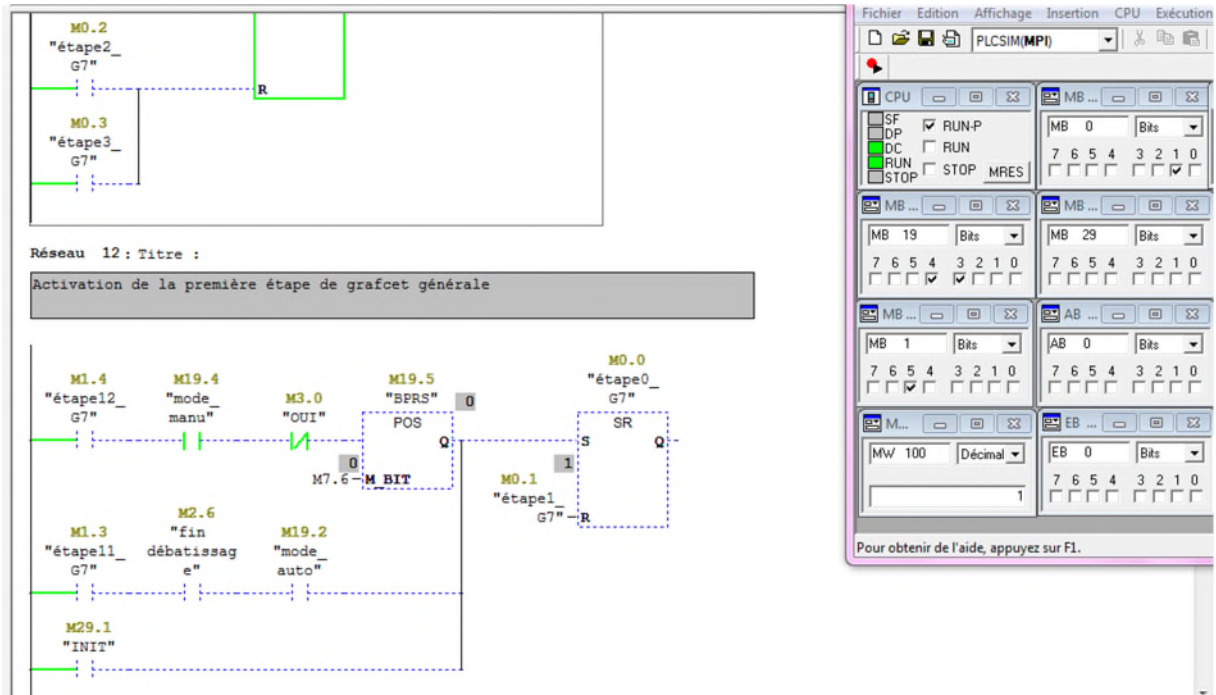 M0.2
"étape2_
G7"
R
M0.3
"étape3_
G7"
Réseau 12 : Titre :
Activation de la première étape de grafcet générale
M1.4
"étape12_
G7"
M19.4
"mode_
manu"
M3.0
"OUI"
M19.5
"BPRS"
0
POS
Q
0
M7.6
M_BIT
M0.0
"étape0_
G7"
SR
S
Q
1
M0.1
"étape1_
G7"
R
M1.3
"étape11_
G7"
M2.6
"fin
débatissag
e"
M19.2
"mode_
auto"
M29.1
"INIT"
Fichier Edition Affichage Insertion CPU Exécution
PLCSIM(MPI)
CPU
SF
DP
DC
RUN
STOP
RUN-P
RUN
STOP
MRES
MB ...
MB 0
Bits
7 6 5 4 3 2 1 0
MB ...
MB 19
Bits
7 6 5 4 3 2 1 0
MB ...
MB 29
Bits
7 6 5 4 3 2 1 0
MB ...
MB 1
Bits
7 6 5 4 3 2 1 0
AB ...
AB 0
Bits
7 6 5 4 3 2 1 0
M...
MW 100
Décimal
1
EB ...
EB 0
Bits
7 6 5 4 3 2 1 0
Pour obtenir de l'aide, appuyez sur F1.